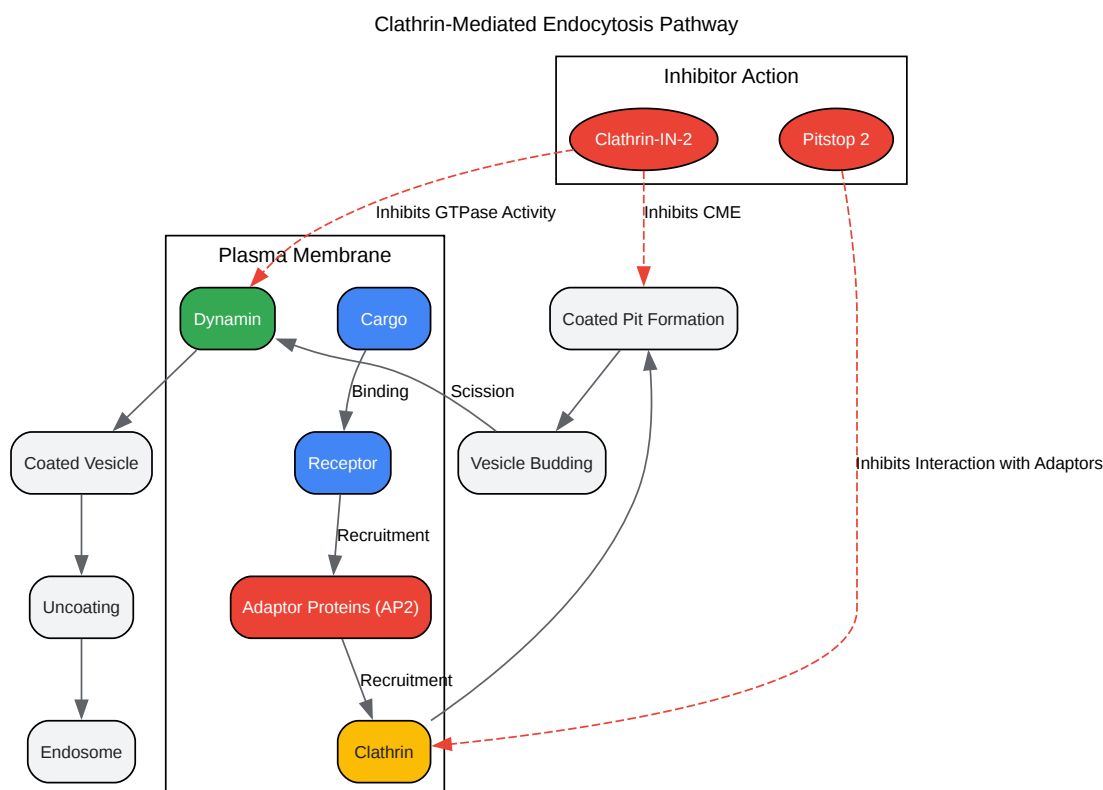 Clathrin-Mediated Endocytosis Pathway
Inhibitor Action
Clathrin-IN-2
Pitstop 2
Inhibits GTPase Activity
Inhibits CME
Plasma Membrane
Dynamin
Cargo
Coated Pit Formation
Binding
Scission
Coated Vesicle
Receptor
Vesicle Budding
Inhibits Interaction with Adaptors
Recruitment
Uncoating
Adaptor Proteins (AP2)
Recruitment
Endosome
Clathrin